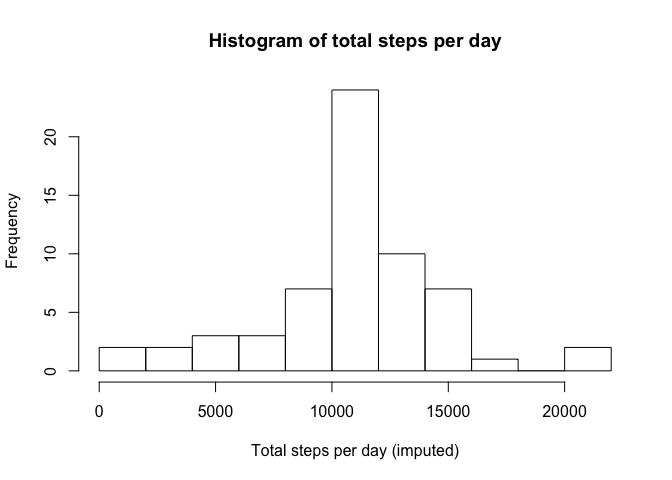 Histogram of total steps per day
Frequency
20
15
10
5
0
0 5000 10000 15000 20000
Total steps per day (imputed)